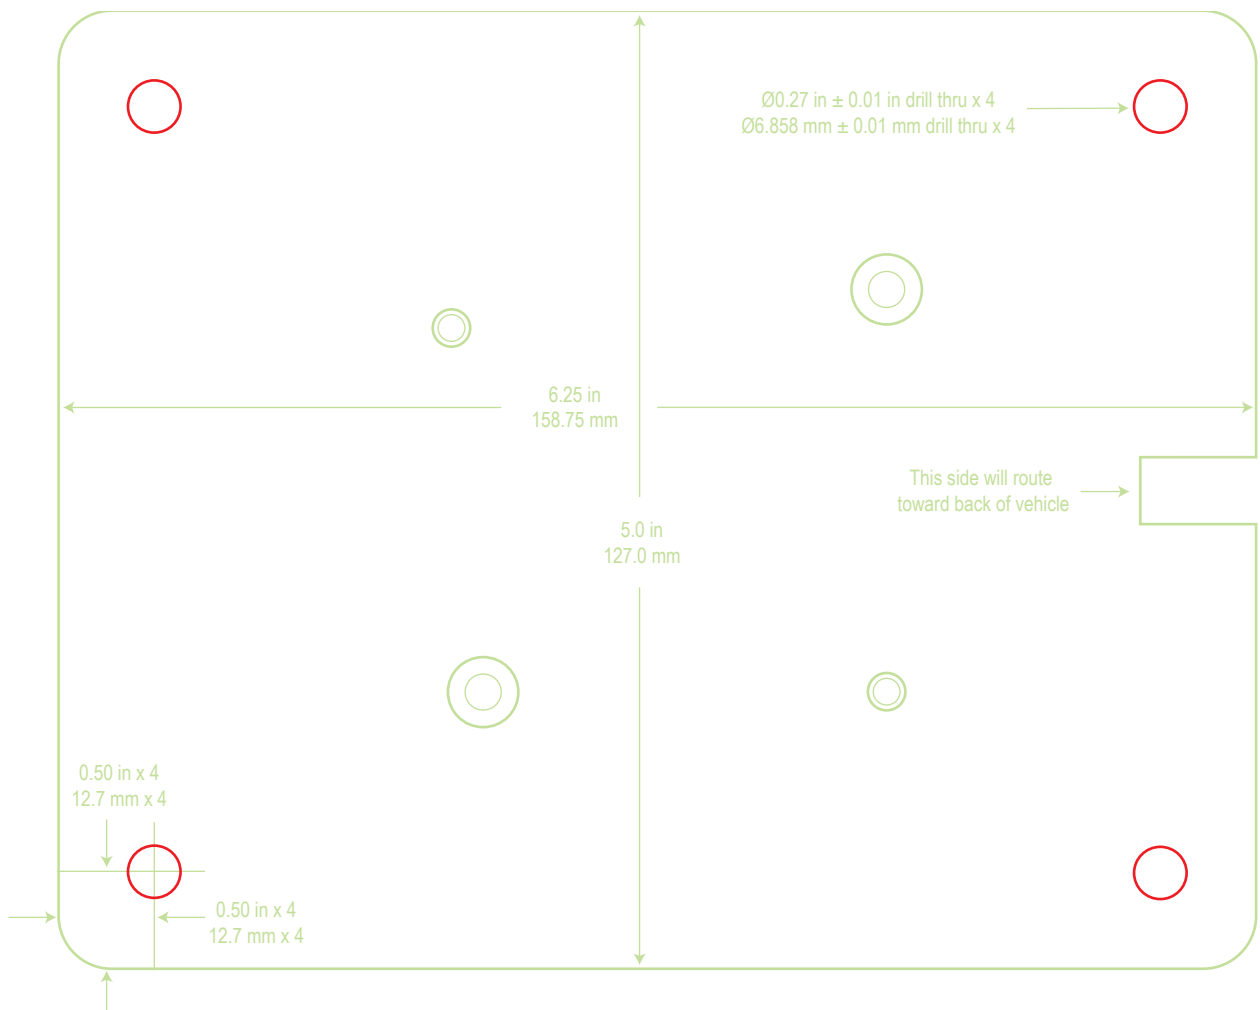 Ø0.27 in ± 0.01 in drill thru x 4
Ø6.858 mm ± 0.01 mm drill thru x 4
6.25 in
158.75 mm
This side will route
toward back of vehicle
5.0 in
127.0 mm
0.50 in x 4
12.7 mm x 4
0.50 in x 4
12.7 mm x 4